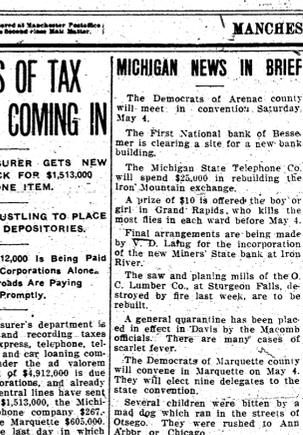 ered at Manchester Postoffice
s Second class Mail Matter.
MANCHES
S OF TAX
COMING IN
SURER GETS NEW
CK FOR $1,513,000
ONE ITEM.
USTLING TO PLACE
DEPOSITORIES.
12,000 Is Being Paid
Corporations Alone.
roads Are Paying
Promptly.
surer's department is
and recording taxes
express, telephone, tel-
and car loaning com-
der the ad valorem
of $4,912,000 is due
orations, and already
entral lines have sent
$1,513,000, the Michi-
phone company $267,-
e Marquette $605,000.
e last day in which
MICHIGAN NEWS IN BRIEF
The Democrats of Arenac county
will meet in convention Saturday,
May 4.
The First National bank of Besse-
mer is clearing a site for a new bank
building.
The Michigan State Telephone Co.
will spend $25,000 in rebuilding the
Iron Mountain exchange.
A prize of $10 is offered the boy or
girl in Grand Rapids, who kills the
most flies in each ward before May 4.
Final arrangements are being made
by V. D. Laing for the incorporation
of the new Miners' State bank at Iron
River.
The saw and planing mills of the O.
C. Lumber Co., at Sturgeon Falls, de-
stroyed by fire last week, are to be
rebuilt.
A general quarantine has been plac-
ed in effect in Davis by the Macomb
officials. There are many cases of
scarlet fever.
The Democrats of Marquette county
will convene in Marquette on May 4.
They will elect nine delegates to the
state convention.
Several children were bitten by a
mad dog which ran in the streets of
Otsego. They were rushed to Ann
Arbor or Chicago